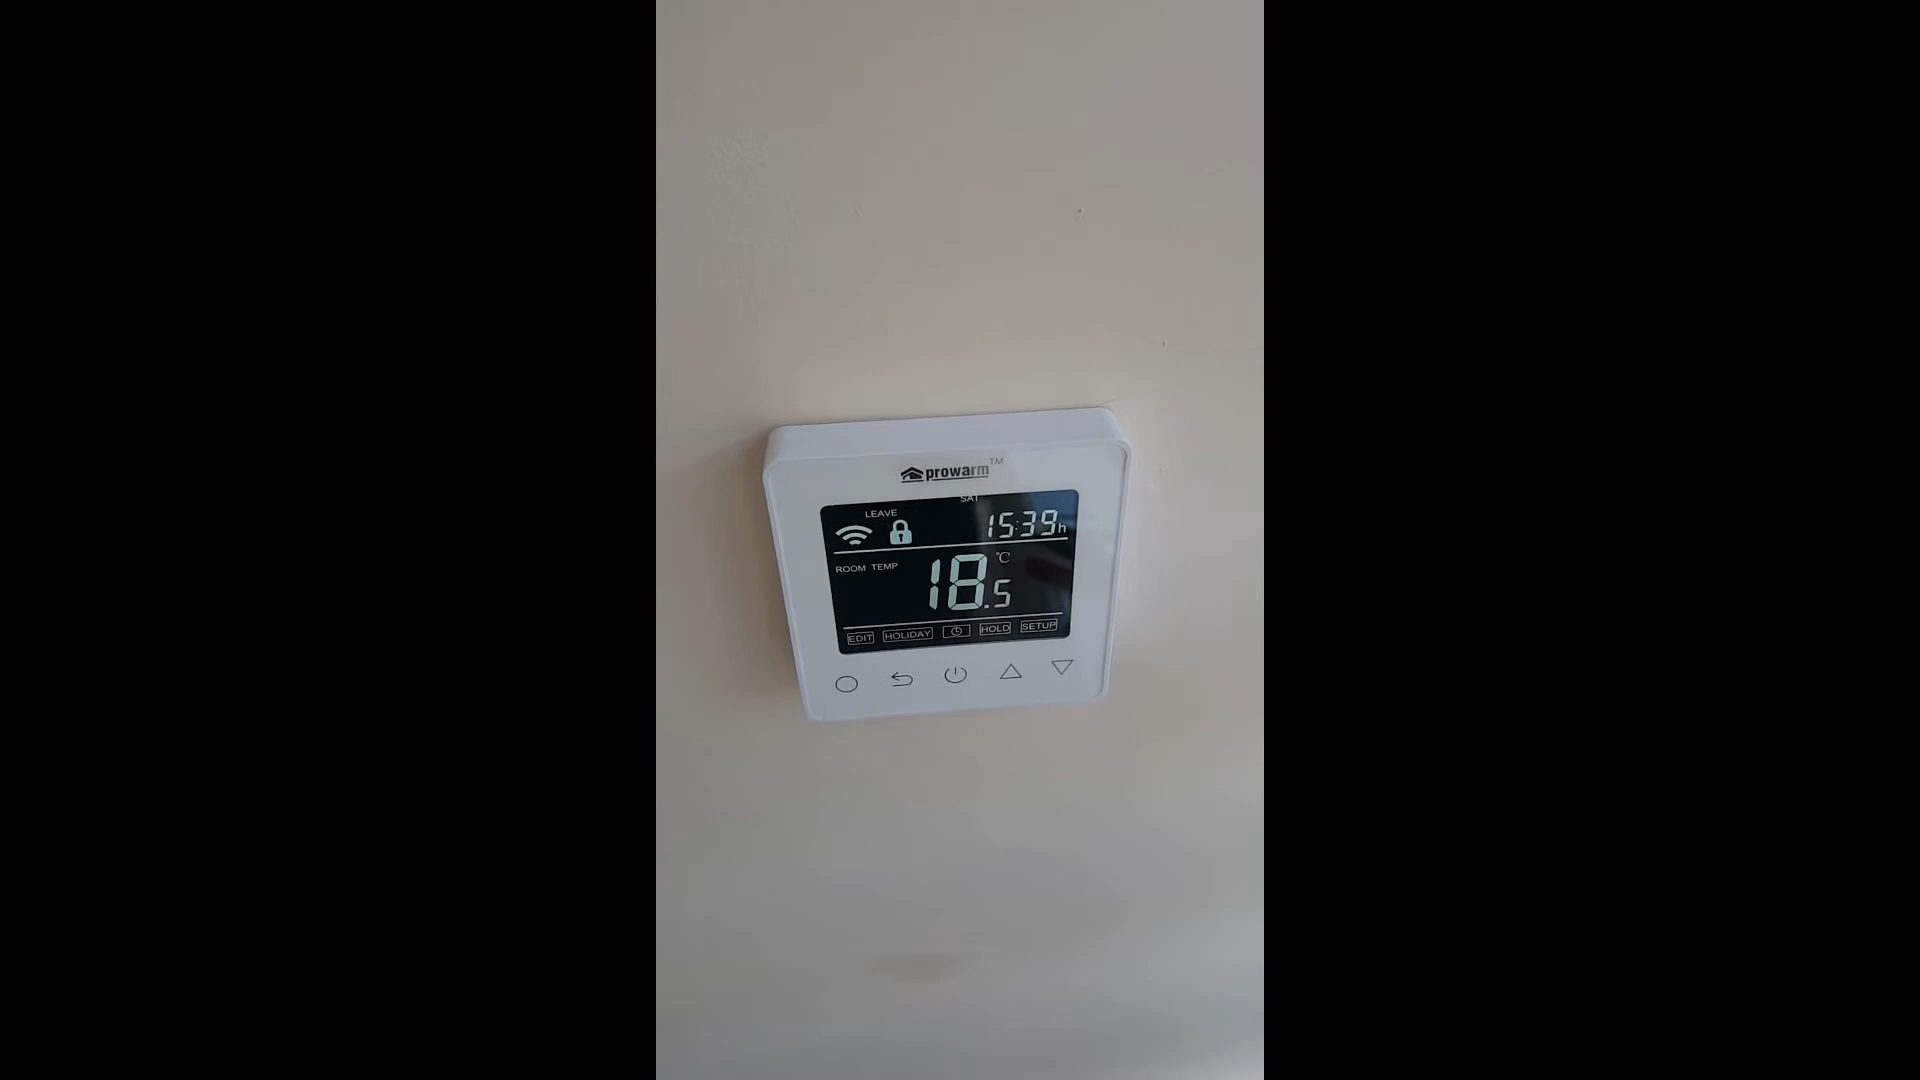 prowarm™
SAT
LEAVE
15:39h
ROOM TEMP 18.5 °C
EDIT HOLIDAY HOLD SETUP